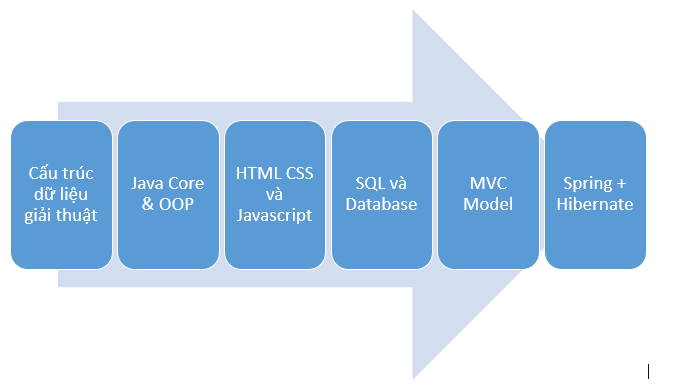 Cấu trúc
dữ liệu
giải thuật
Java Core
& OOP
HTML CSS
và
Javascript
SQL và
Database
MVC
Model
Spring +
Hibernate